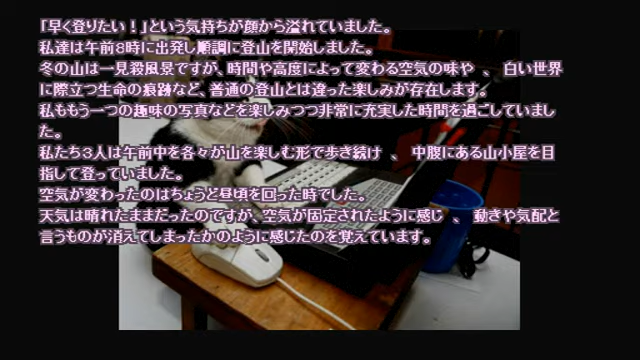 「早く登りたい！」という気持ちが顔から溢れていました。
私達は午前８時に出発し順調に登山を開始しました。
冬の山は一見殺風景ですが、時間や高度によって変わる空気の味や 、 白い世界
に際立つ生命の痕跡など、普通の登山とは違った楽しみが存在します。
私ももう一つの趣味の写真などを楽しみつつ非常に充実した時間を過ごしていまし
た。
私たち３人は午前中を各々が山を楽しむ形で歩き続け 、 中腹にある山小屋を目
指して登っていました。
空気が変わったのはちょうど昼頃を回った時でした。
天気は晴れたままだったのですが、空気が固定されたように感じ 、 動きや気配と
言うものが消えてしまったかのように感じたのを覚えています。